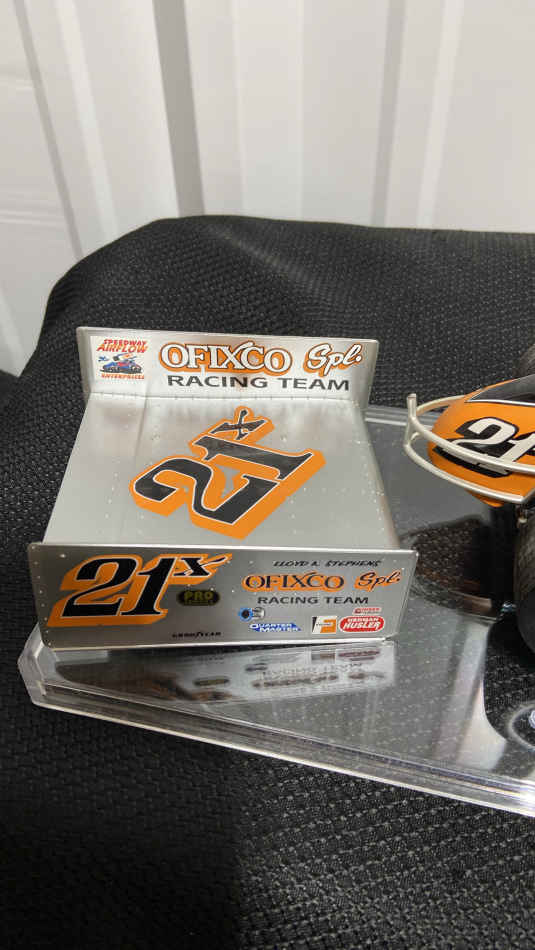 SPEEDWAY
AIRFLOW
ENTERPRISES
OFIXCO Spl.
RACING TEAM
21x
21
21x
PRO
GOODYEAR
LLOYD A. STEPHENS
OFIXCO Spl.
RACING TEAM
QUARTER
MASTER
HERMAN
HUSLER